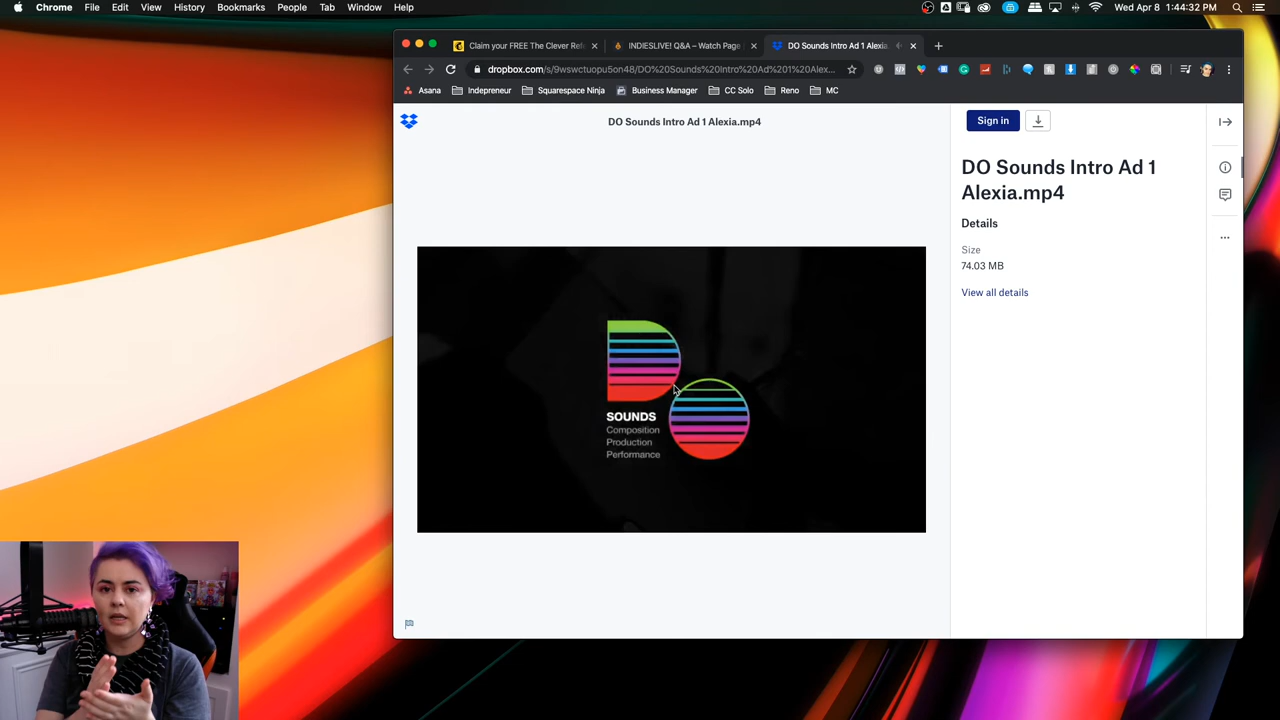 Chrome File Edit View History Bookmarks People Tab Window Help
Wed Apr 8 1:44:32 PM
Claim your FREE The Clever Ret
INDIESLIVE! Q&A – Watch Page
DO Sounds Intro Ad 1 Alexia.
dropbox.com/s/9wswctuopu5on48/DO%20Sounds%20Intro%20Ad%201%20Alex...
Asana Indepreneur Squarespace Ninja Business Manager CC Solo Reno MC
DO Sounds Intro Ad 1 Alexia.mp4
Sign in
DO Sounds Intro Ad 1
Alexia.mp4
Details
Size
74.03 MB
View all details
SOUNDS
Composition
Production
Performance